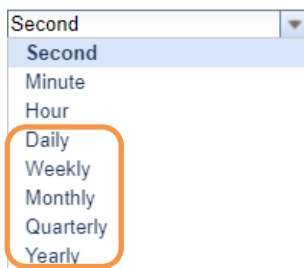 Second
Second
Minute
Hour
Daily
Weekly
Monthly
Quarterly
Yearly